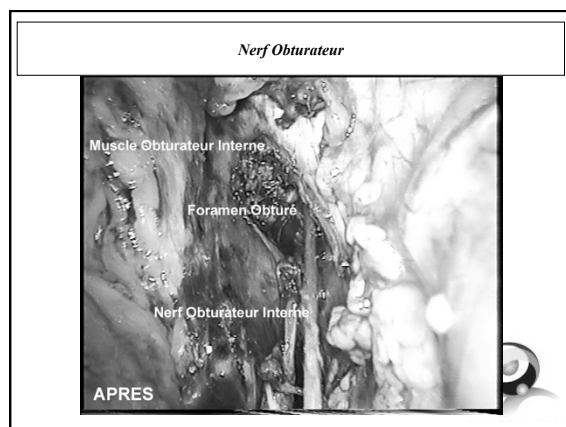 Nerf Obturateur
Muscle Obturateur Interne
Foramen Obturé
Nerf Obturateur Interne
APRES